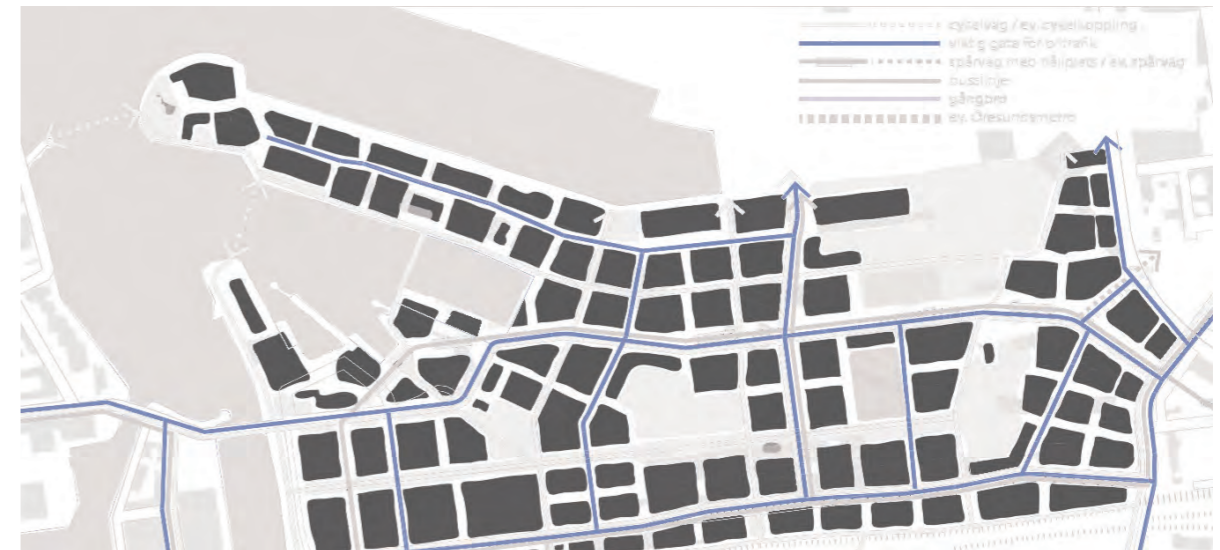 cykelväg / ev. cykelkoppling
viktig gata för biltrafik
spårväg med hållplats / ev. spårväg
busslinje
gångbro
ev. Öresundsmetro